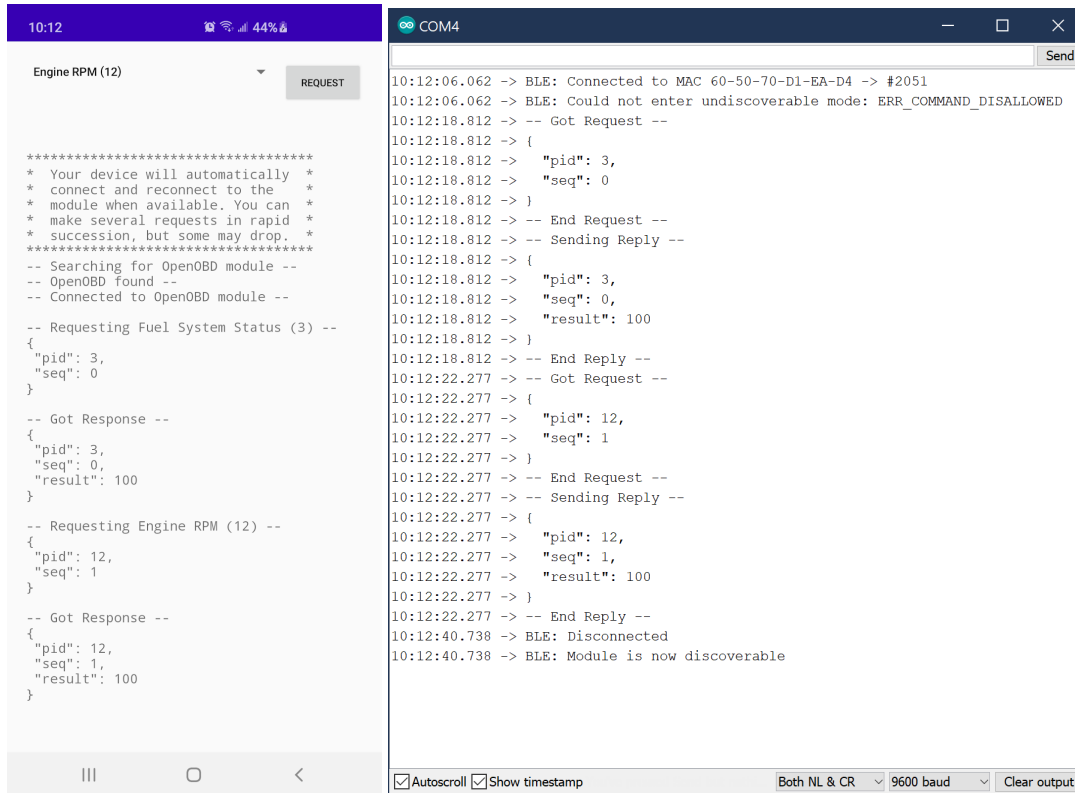 10:12
44%
Engine RPM (12)
REQUEST
************************************
*  Your device will automatically  *
*  connect and reconnect to the    *
*  module when available. You can  *
*  make several requests in rapid  *
*  succession, but some may drop.  *
************************************
-- Searching for OpenOBD module --
-- OpenOBD found --
-- Connected to OpenOBD module --
-- Requesting Fuel System Status (3) --
{
"pid": 3,
"seq": 0
}
-- Got Response --
{
"pid": 3,
"seq": 0,
"result": 100
}
-- Requesting Engine RPM (12) --
{
"pid": 12,
"seq": 1
}
-- Got Response --
{
"pid": 12,
"seq": 1,
"result": 100
}
COM4
Send
10:12:06.062 -> BLE: Connected to MAC 60-50-70-D1-EA-D4 -> #2051
10:12:06.062 -> BLE: Could not enter undiscoverable mode: ERR_COMMAND_DISALLOWED
10:12:18.812 -> -- Got Request --
10:12:18.812 -> {
10:12:18.812 ->   "pid": 3,
10:12:18.812 ->   "seq": 0
10:12:18.812 -> }
10:12:18.812 -> -- End Request --
10:12:18.812 -> -- Sending Reply --
10:12:18.812 -> {
10:12:18.812 ->   "pid": 3,
10:12:18.812 ->   "seq": 0,
10:12:18.812 ->   "result": 100
10:12:18.812 -> }
10:12:18.812 -> -- End Reply --
10:12:22.277 -> -- Got Request --
10:12:22.277 -> {
10:12:22.277 ->   "pid": 12,
10:12:22.277 ->   "seq": 1
10:12:22.277 -> }
10:12:22.277 -> -- End Request --
10:12:22.277 -> -- Sending Reply --
10:12:22.277 -> {
10:12:22.277 ->   "pid": 12,
10:12:22.277 ->   "seq": 1,
10:12:22.277 ->   "result": 100
10:12:22.277 -> }
10:12:22.277 -> -- End Reply --
10:12:40.738 -> BLE: Disconnected
10:12:40.738 -> BLE: Module is now discoverable
Autoscroll Show timestamp Both NL & CR 9600 baud Clear output